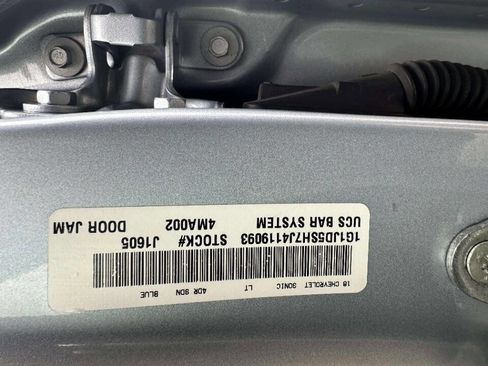 18 CHEVROLET SONIC LT 4DR SDN BLUE
1G1JD5SH7J4119093 STOCK# J1605
UCS BAR SYSTEM 4MA002 DOOR JAM